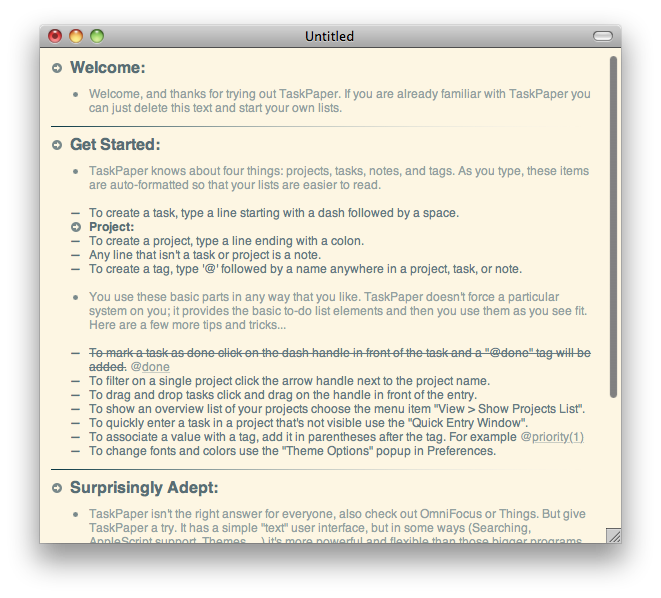 Untitled
Welcome:
• Welcome, and thanks for trying out TaskPaper. If you are already familiar with TaskPaper you
can just delete this text and start your own lists.
Get Started:
• TaskPaper knows about four things: projects, tasks, notes, and tags. As you type, these items
are auto-formatted so that your lists are easier to read.
– To create a task, type a line starting with a dash followed by a space.
Project:
– To create a project, type a line ending with a colon.
– Any line that isn't a task or project is a note.
– To create a tag, type '@' followed by a name anywhere in a project, task, or note.
• You use these basic parts in any way that you like. TaskPaper doesn't force a particular
system on you; it provides the basic to-do list elements and then you use them as you see fit.
Here are a few more tips and tricks...
– To mark a task as done click on the dash handle in front of the task and a "@done" tag will be
added. @done
– To filter on a single project click the arrow handle next to the project name.
– To drag and drop tasks click and drag on the handle in front of the entry.
– To show an overview list of your projects choose the menu item "View > Show Projects List".
– To quickly enter a task in a project that's not visible use the "Quick Entry Window".
– To associate a value with a tag, add it in parentheses after the tag. For example @priority(1)
– To change fonts and colors use the "Theme Options" popup in Preferences.
Surprisingly Adept:
• TaskPaper isn't the right answer for everyone, also check out OmniFocus or Things. But give
TaskPaper a try. It has a simple "text" user interface, but in some ways (Searching,
AppleScript support, Themes, ...) it's more powerful and flexible than those bigger programs